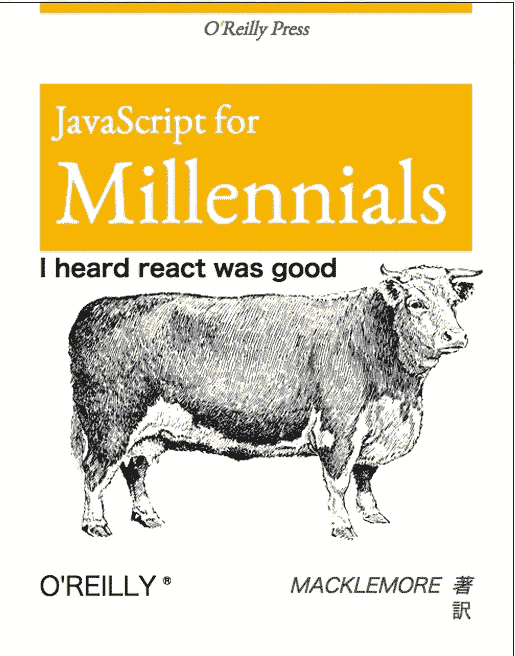 O'Reilly Press
JavaScript for
Millennials
I heard react was good
O'REILLY ®
MACKLEMORE 著
訳